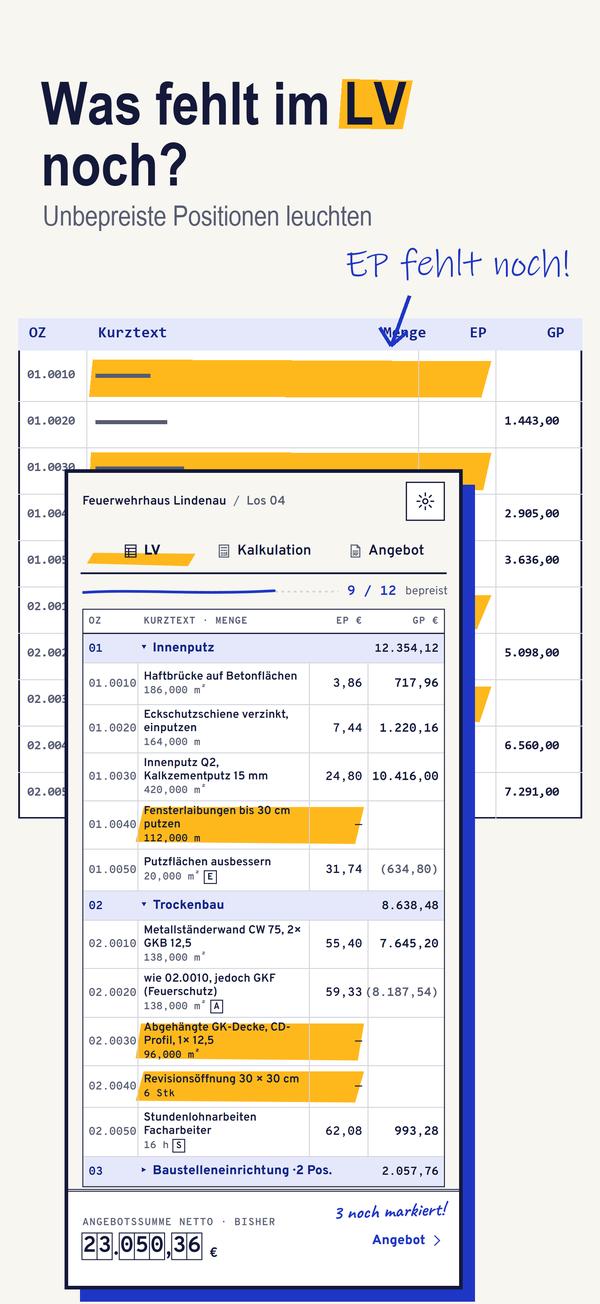 Was fehlt im LV
noch?
Unbepreiste Positionen leuchten
EP fehlt noch!
OZ Kurztext Menge EP GP
01.0010
01.0020 1.443,00
01.0030
2.905,00
3.636,00
5.098,00
6.560,00
7.291,00
Feuerwehrhaus Lindenau / Los 04
LV Kalkulation Angebot
9 / 12 bepreist
OZ KURZTEXT · MENGE EP € GP €
01 Innenputz 12.354,12
01.0010 Haftbrücke auf Betonflächen 3,86 717,96
186,000 m²
01.0020 Eckschutzschiene verzinkt, 7,44 1.220,16
einputzen
164,000 m
01.0030 Innenputz Q2, 24,80 10.416,00
Kalkzementputz 15 mm
420,000 m²
01.0040 Fensterlaibungen bis 30 cm –
putzen
112,000 m
01.0050 Putzflächen ausbessern 31,74 (634,80)
20,000 m² E
02 Trockenbau 8.638,48
02.0010 Metallständerwand CW 75, 2× 55,40 7.645,20
GKB 12,5
138,000 m²
02.0020 wie 02.0010, jedoch GKF 59,33 (8.187,54)
(Feuerschutz)
138,000 m² A
02.0030 Abgehängte GK-Decke, CD- –
Profil, 1× 12,5
96,000 m²
02.0040 Revisionsöffnung 30 × 30 cm –
6 Stk
02.0050 Stundenlohnarbeiten 62,08 993,28
Facharbeiter
16 h S
03 Baustelleneinrichtung · 2 Pos. 2.057,76
3 noch markiert!
ANGEBOTSSUMME NETTO · BISHER
23.050,36 €
Angebot